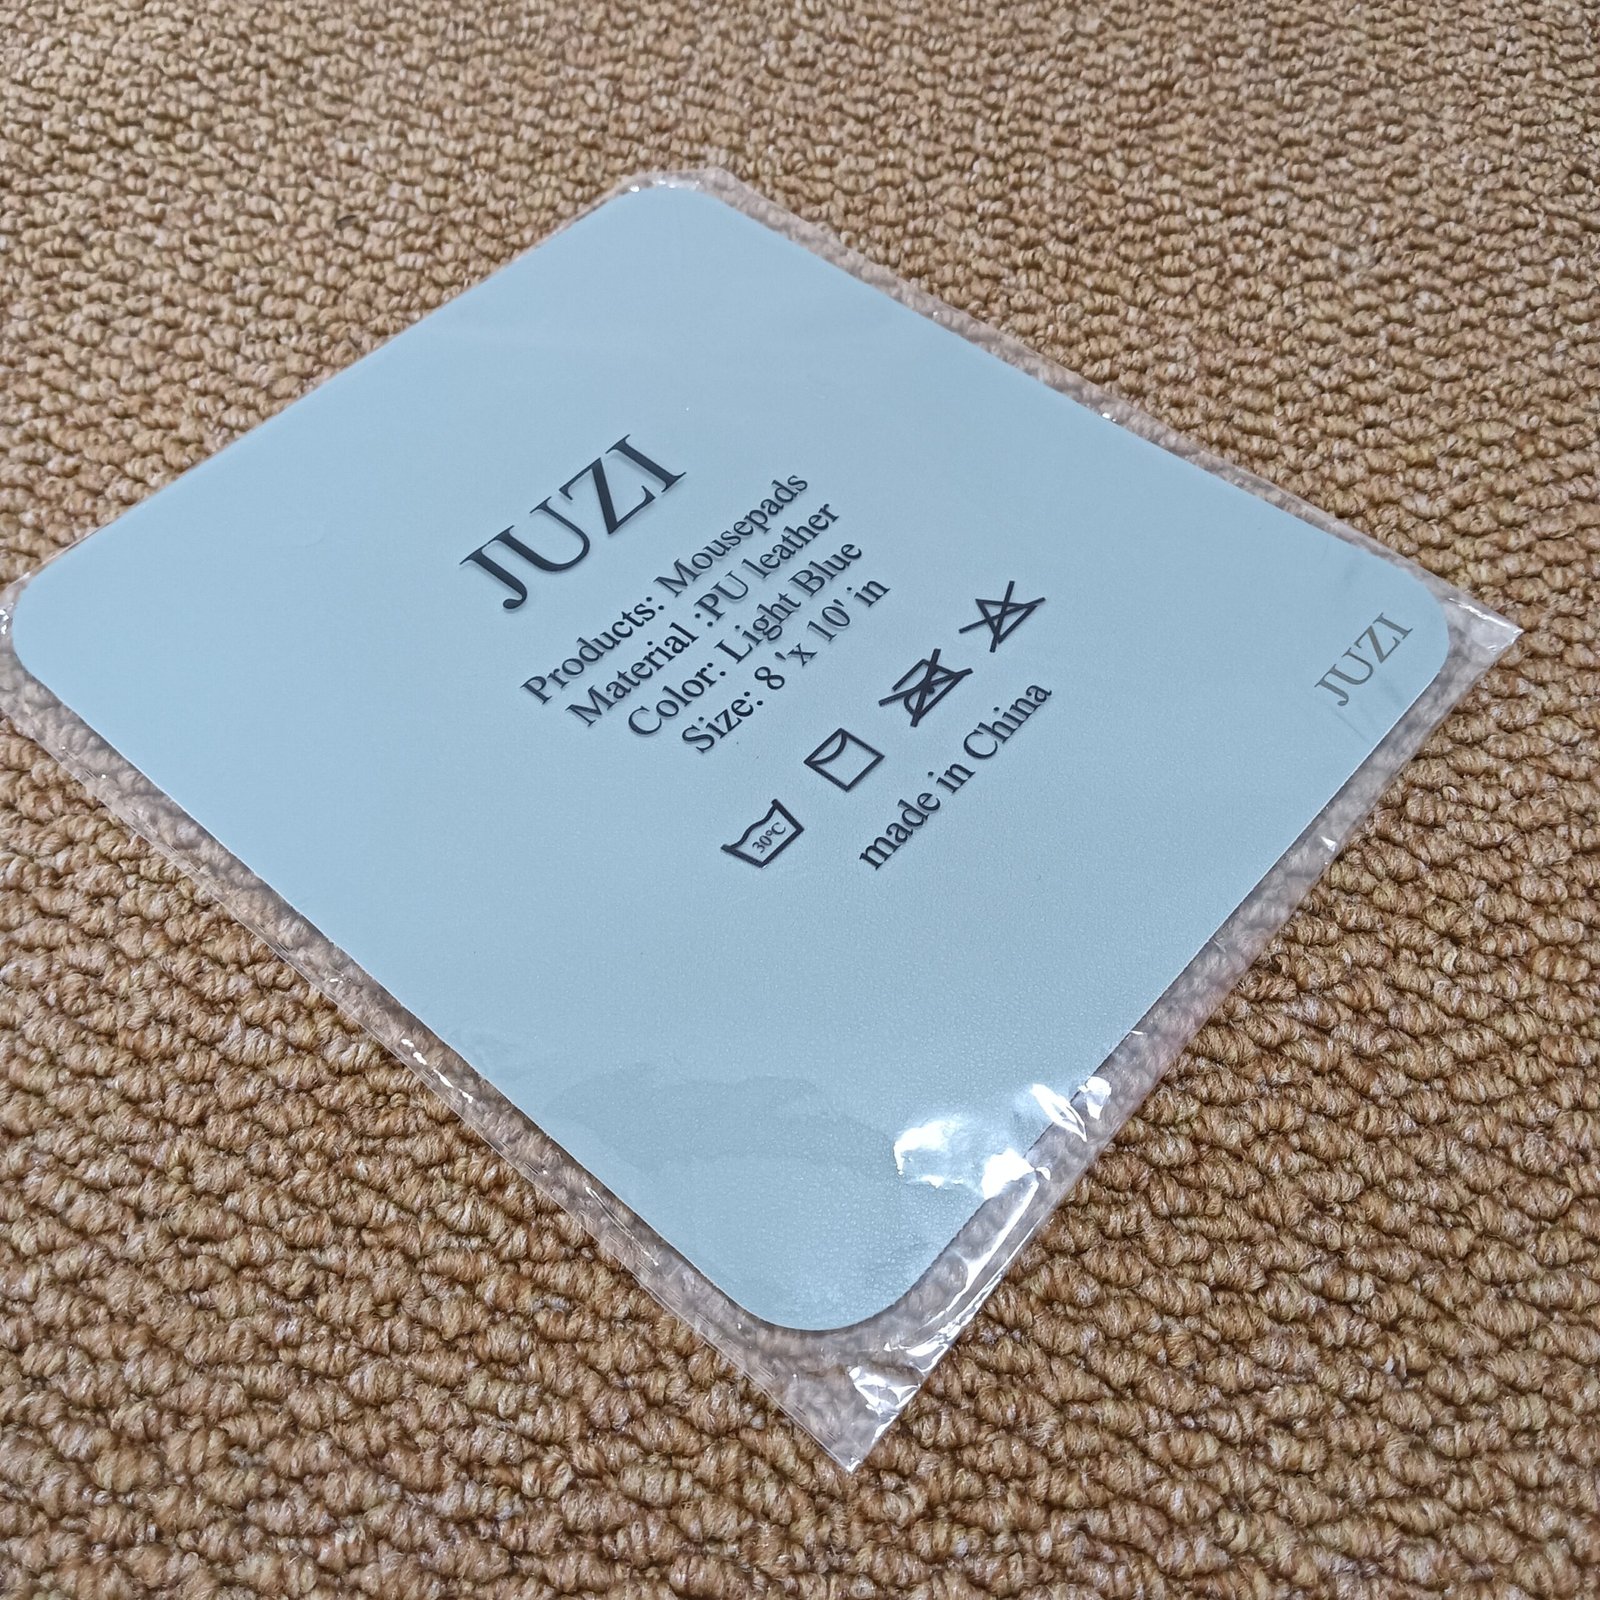 JUZI
Products: Mousepads
Material :PU leather
Color: Light Blue
Size: 8 'x 10' in
30°C
made in China
JUZI